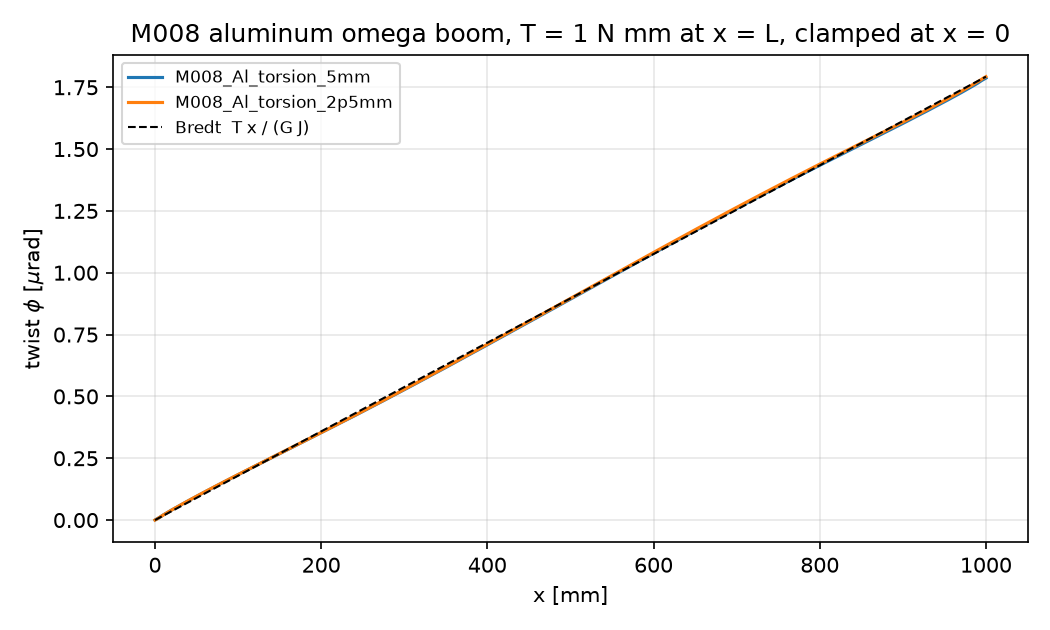 M008 aluminum omega boom, T = 1 N mm at x = L, clamped at x = 0
M008_Al_torsion_5mm
M008_Al_torsion_2p5mm
Bredt  T x / (G J)
twist ϕ [μrad]
1.75
1.50
1.25
1.00
0.75
0.50
0.25
0.00
0
200
400
600
800
1000
x [mm]